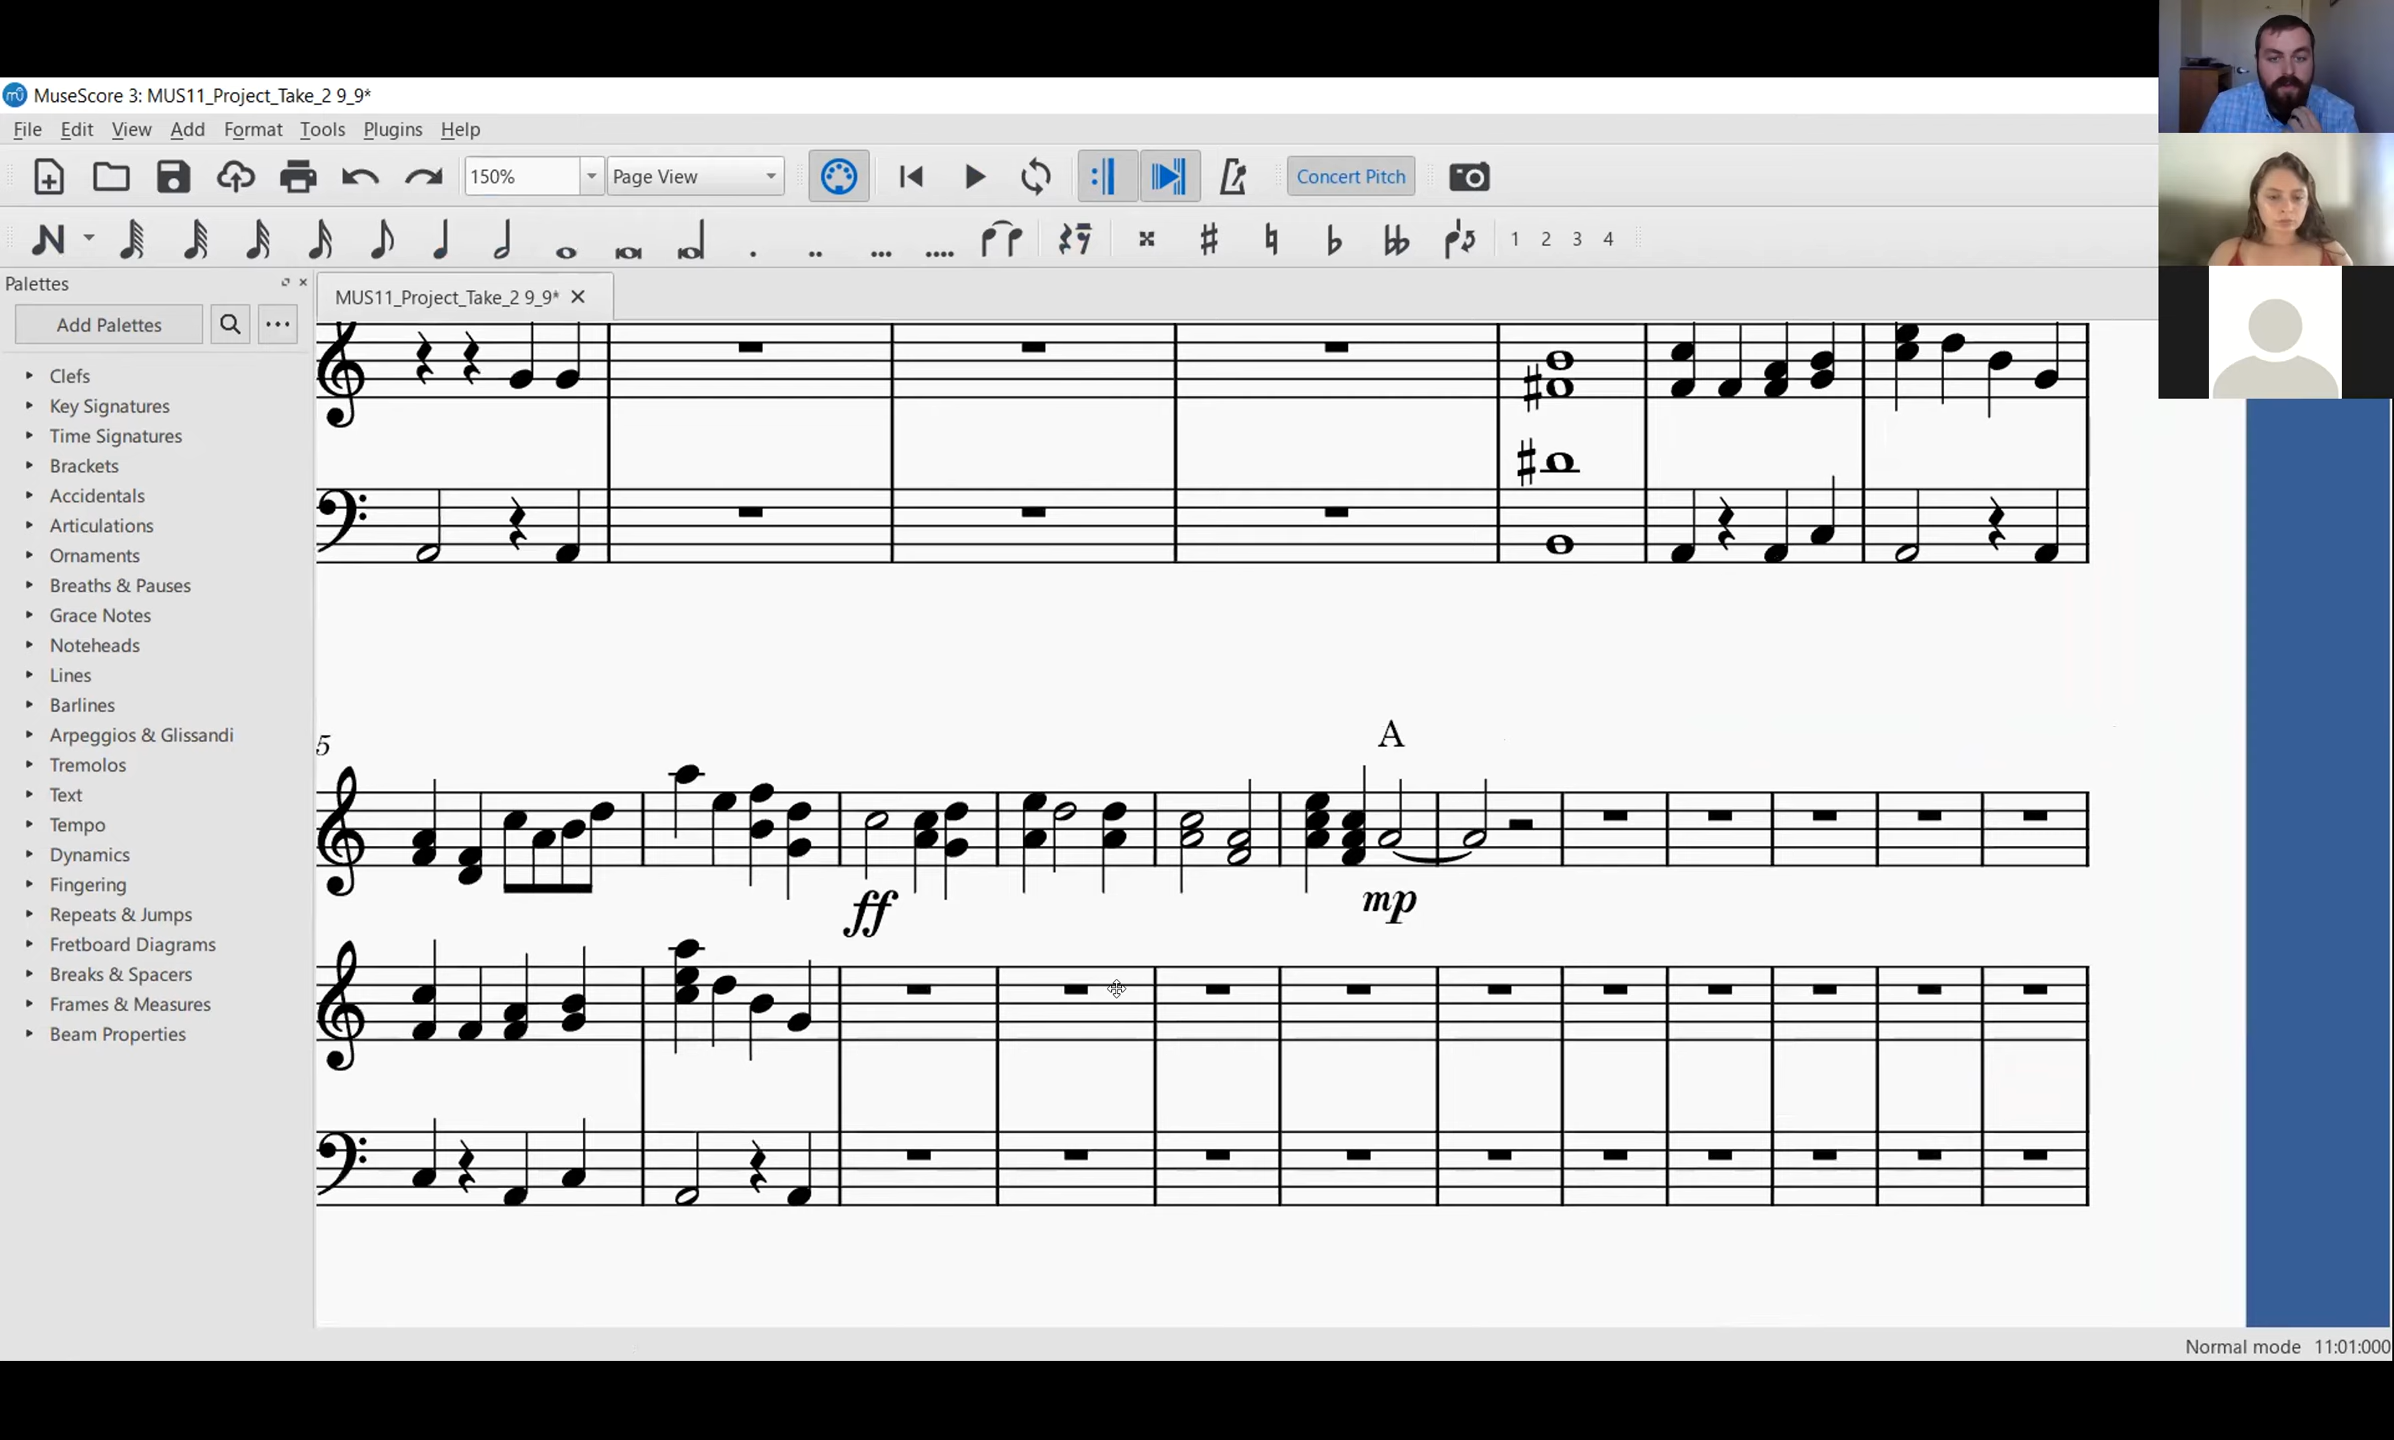 MuseScore 3: MUS11_Project_Take_2 9_9*
File Edit View Add Format Tools Plugins Help
150% Page View Concert Pitch
1 2 3 4
Palettes
MUS11_Project_Take_2 9_9*
Add Palettes
Clefs
Key Signatures
Time Signatures
Brackets
Accidentals
Articulations
Ornaments
Breaths & Pauses
Grace Notes
Noteheads
Lines
Barlines
Arpeggios & Glissandi
Tremolos
Text
Tempo
Dynamics
Fingering
Repeats & Jumps
Fretboard Diagrams
Breaks & Spacers
Frames & Measures
Beam Properties
5
A
ff
mp
Normal mode 11:01:000